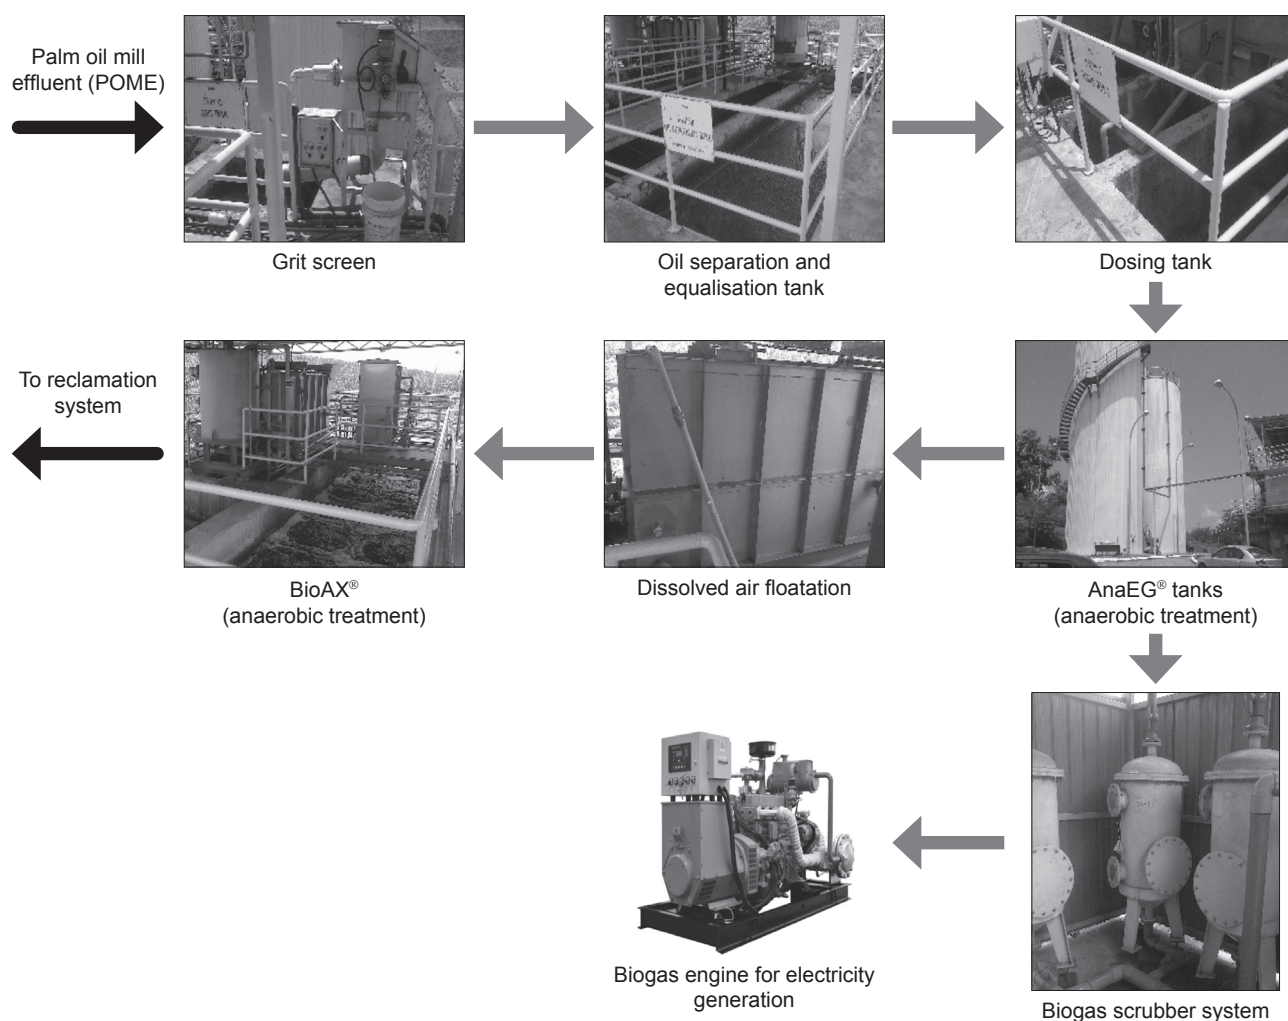 Palm oil mill
effluent (POME)
Grit screen
Oil separation and
equalisation tank
Dosing tank
To reclamation
system
BioAX®
(anaerobic treatment)
Dissolved air floatation
AnaEG® tanks
(anaerobic treatment)
Biogas engine for electricity
generation
Biogas scrubber system